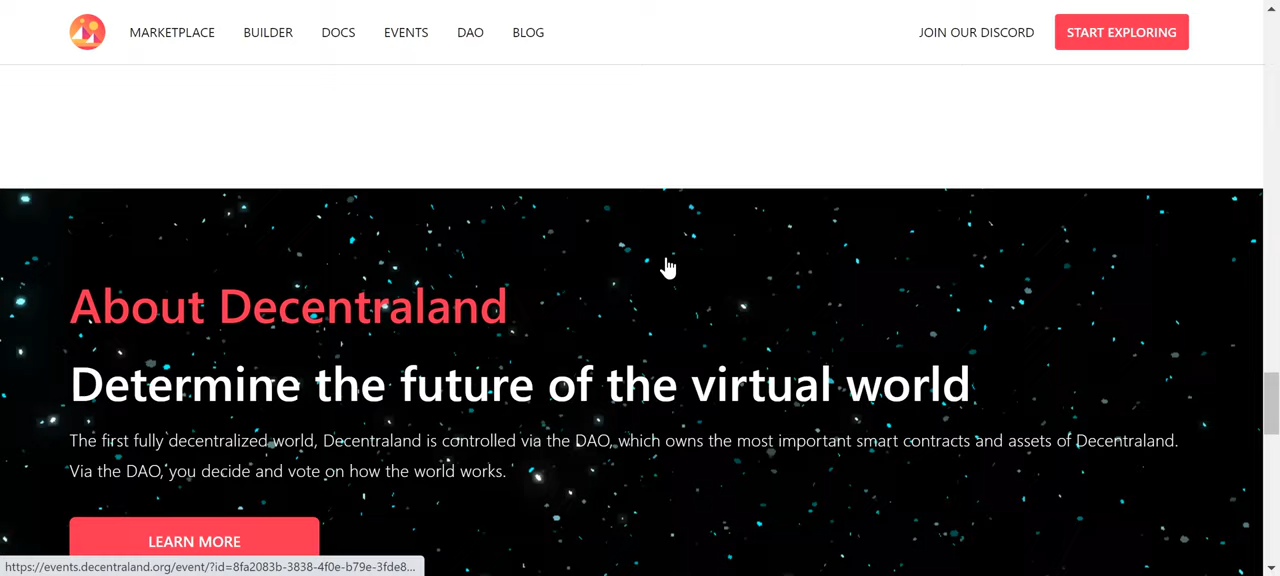 MARKETPLACE BUILDER DOCS EVENTS DAO BLOG JOIN OUR DISCORD START EXPLORING
About Decentraland
Determine the future of the virtual world
The first fully decentralized world, Decentraland is controlled via the DAO, which owns the most important smart contracts and assets of Decentraland.
Via the DAO, you decide and vote on how the world works.
LEARN MORE
https://events.decentraland.org/event/?id=8fa2083b-3838-4f0e-b79e-3fde8...